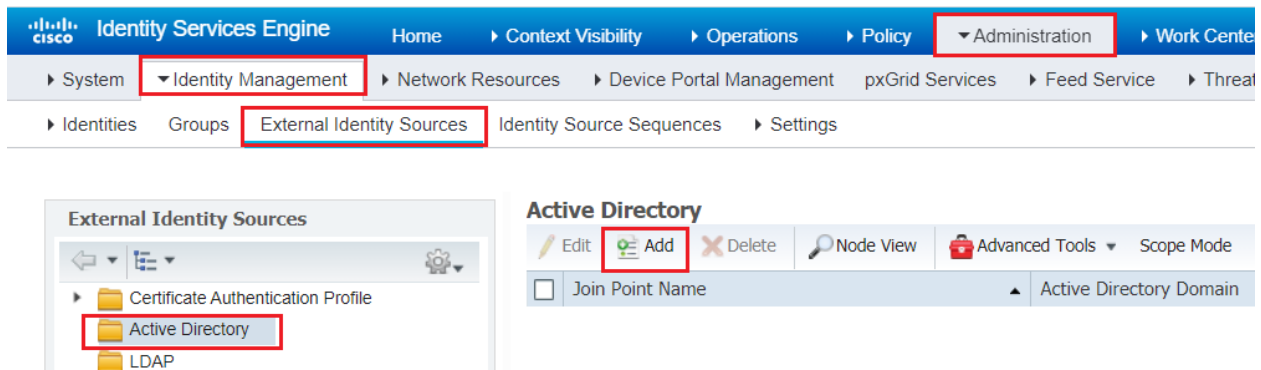 cisco Identity Services Engine Home Context Visibility Operations Policy Administration Work Cente
System Identity Management Network Resources Device Portal Management pxGrid Services Feed Service Threat
Identities Groups External Identity Sources Identity Source Sequences Settings
External Identity Sources
Certificate Authentication Profile
Active Directory
LDAP
Active Directory
Edit Add Delete Node View Advanced Tools Scope Mode
Join Point Name Active Directory Domain